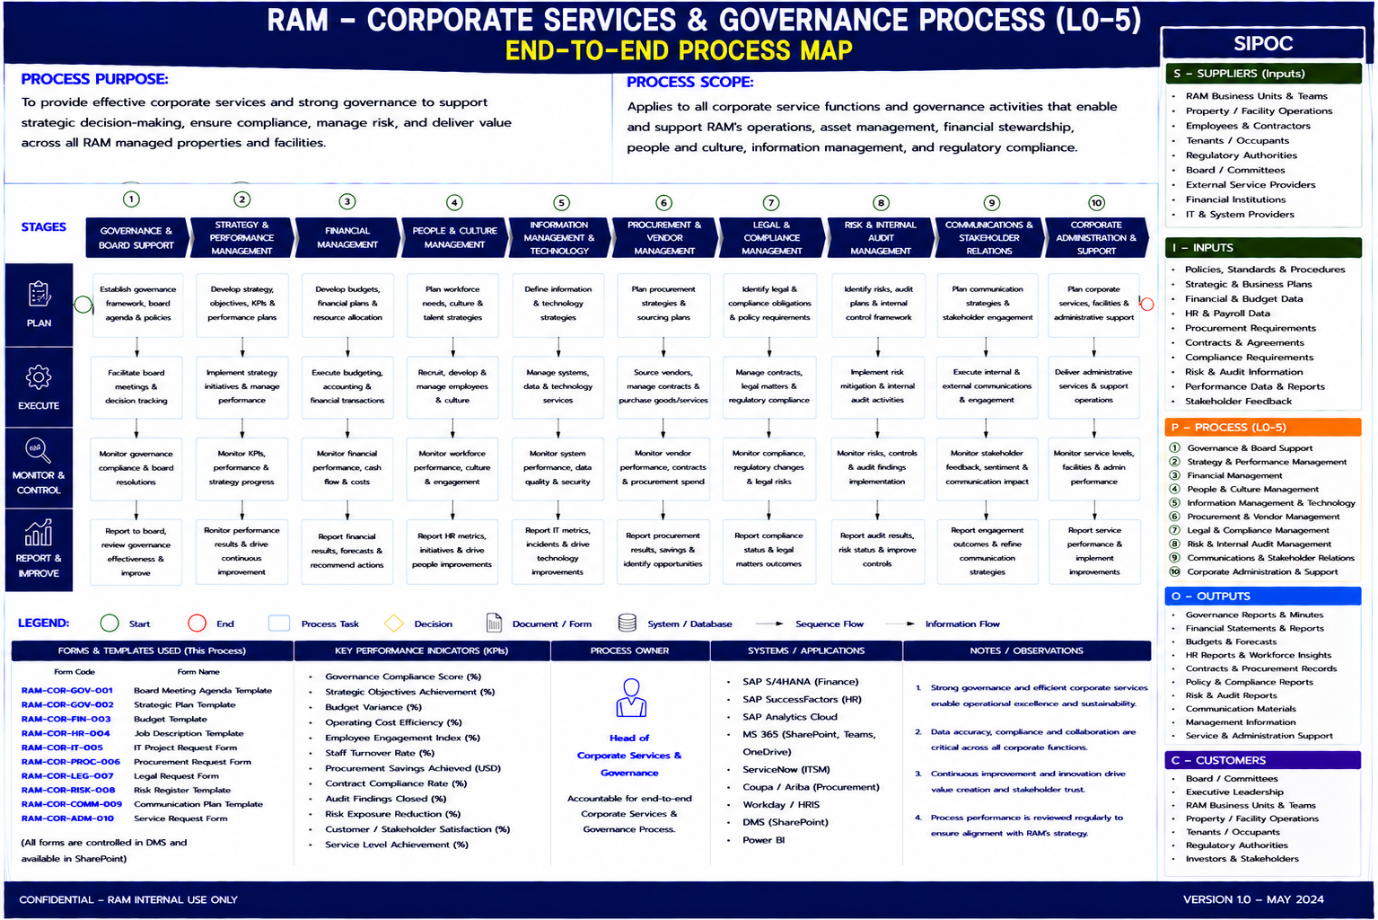 RAM – CORPORATE SERVICES & GOVERNANCE PROCESS (L0-5)
END-TO-END PROCESS MAP
PROCESS PURPOSE:
To provide effective corporate services and strong governance to support
strategic decision-making, ensure compliance, manage risk, and deliver value
across all RAM managed properties and facilities.
PROCESS SCOPE:
Applies to all corporate service functions and governance activities that enable
and support RAM's operations, asset management, financial stewardship,
people and culture, information management, and regulatory compliance.
STAGES
1
GOVERNANCE &
BOARD SUPPORT
2
STRATEGY &
PERFORMANCE
MANAGEMENT
3
FINANCIAL
MANAGEMENT
4
PEOPLE & CULTURE
MANAGEMENT
5
INFORMATION
MANAGEMENT &
TECHNOLOGY
6
PROCUREMENT &
VENDOR
MANAGEMENT
7
LEGAL &
COMPLIANCE
MANAGEMENT
8
RISK & INTERNAL
AUDIT
MANAGEMENT
9
COMMUNICATIONS &
STAKEHOLDER
RELATIONS
10
CORPORATE
ADMINISTRATION &
SUPPORT
PLAN
Establish governance
framework, board
agenda & policies
Develop strategy,
objectives, KPIs &
performance plans
Develop budgets,
financial plans &
resource allocation
Plan workforce
needs, culture &
talent strategies
Define information
& technology
strategies
Plan procurement
strategies &
sourcing plans
Identify legal &
compliance obligations
& policy requirements
Identify risks, audit
plans & internal
control framework
Plan communication
strategies &
stakeholder engagement
Plan corporate
services, facilities &
administrative support
EXECUTE
Facilitate board
meetings &
decision tracking
Implement strategy
initiatives & manage
performance
Execute budgeting,
accounting &
financial transactions
Recruit, develop &
manage employees
& culture
Manage systems,
data & technology
services
Source vendors,
manage contracts &
purchase goods/services
Manage contracts,
legal matters &
regulatory compliance
Implement risk
mitigation & internal
audit activities
Execute internal &
external communications
& engagement
Deliver administrative
services & support
operations
MONITOR &
CONTROL
Monitor governance
compliance & board
resolutions
Monitor KPIs,
performance &
strategy progress
Monitor financial
performance, cash
flow & costs
Monitor workforce
performance, culture
& engagement
Monitor system
performance, data
quality & security
Monitor vendor
performance, contracts
& procurement spend
Monitor compliance,
regulatory changes
& legal risks
Monitor risks, controls
& audit findings
implementation
Monitor stakeholder
feedback, sentiment &
communication impact
Monitor service levels,
facilities & admin
performance
REPORT &
IMPROVE
Report to board,
review governance
effectiveness &
improve
Ronitor performance
results & drive
continuous
improvement
Report financial
results, forecasts &
recommend actions
Report HR metrics,
initiatives & drive
people improvements
Report IT metrics,
incidents & drive
technology
improvements
Report procurement
results, savings &
identify opportunities
Report compliance
status & legal
matters outcomes
Report audit results,
risk status & improve
controls
Report engagement
outcomes & refine
communication
strategies
Report service
performance &
implement
improvements
LEGEND:
Start
End
Process Task
Decision
Document / Form
System / Database
Sequence Flow
Information Flow
FORMS & TEMPLATES USED (This Process)
Form Code Form Name
RAM-COR-GOV-001 Board Meeting Agenda Template
RAM-COR-GOV-002 Strategic Plan Template
RAM-COR-FIN-003 Budget Template
RAM-COR-HR-004 Job Description Template
RAM-COR-IT-005 IT Project Request Form
RAM-COR-PROC-006 Procurement Request Form
RAM-COR-LEG-007 Legal Request Form
RAM-COR-RISK-008 Risk Register Template
RAM-COR-COMM-009 Communication Plan Template
RAM-COR-ADM-010 Service Request Form
(All forms are controlled in DMS and
available in SharePoint)
KEY PERFORMANCE INDICATORS (KPIs)
• Governance Compliance Score (%)
• Strategic Objectives Achievement (%)
• Budget Variance (%)
• Operating Cost Efficiency (%)
• Employee Engagement Index (%)
• Staff Turnover Rate (%)
• Procurement Savings Achieved (USD)
• Contract Compliance Rate (%)
• Audit Findings Closed (%)
• Risk Exposure Reduction (%)
• Customer / Stakeholder Satisfaction (%)
• Service Level Achievement (%)
PROCESS OWNER
Head of
Corporate Services &
Governance
Accountable for end-to-end
Corporate Services &
Governance Process.
SYSTEMS / APPLICATIONS
• SAP S/4HANA (Finance)
• SAP SuccessFactors (HR)
• SAP Analytics Cloud
• MS 365 (SharePoint, Teams,
OneDrive)
• ServiceNow (ITSM)
• Coupa / Ariba (Procurement)
• Workday / HRIS
• DMS (SharePoint)
• Power BI
NOTES / OBSERVATIONS
1. Strong governance and efficient corporate services
enable operational excellence and sustainability.
2. Data accuracy, compliance and collaboration are
critical across all corporate functions.
3. Continuous improvement and innovation drive
value creation and stakeholder trust.
4. Process performance is reviewed regularly to
ensure alignment with RAM's strategy.
SIPOC
S – SUPPLIERS (Inputs)
• RAM Business Units & Teams
• Property / Facility Operations
• Employees & Contractors
• Tenants / Occupants
• Regulatory Authorities
• Board / Committees
• External Service Providers
• Financial Institutions
• IT & System Providers
I – INPUTS
• Policies, Standards & Procedures
• Strategic & Business Plans
• Financial & Budget Data
• HR & Payroll Data
• Procurement Requirements
• Contracts & Agreements
• Compliance Requirements
• Risk & Audit Information
• Performance Data & Reports
• Stakeholder Feedback
P – PROCESS (L0-5)
1 Governance & Board Support
2 Strategy & Performance Management
3 Financial Management
4 People & Culture Management
5 Information Management & Technology
6 Procurement & Vendor Management
7 Legal & Compliance Management
8 Risk & Internal Audit Management
9 Communications & Stakeholder Relations
10 Corporate Administration & Support
O – OUTPUTS
• Governance Reports & Minutes
• Financial Statements & Reports
• Budgets & Forecasts
• HR Reports & Workforce Insights
• Contracts & Procurement Records
• Policy & Compliance Reports
• Risk & Audit Reports
• Communication Materials
• Management Information
• Service & Administration Support
C – CUSTOMERS
• Board / Committees
• Executive Leadership
• RAM Business Units & Teams
• Property / Facility Operations
• Tenants / Occupants
• Regulatory Authorities
• Investors & Stakeholders
CONFIDENTIAL – RAM INTERNAL USE ONLY
VERSION 1.0 – MAY 2024